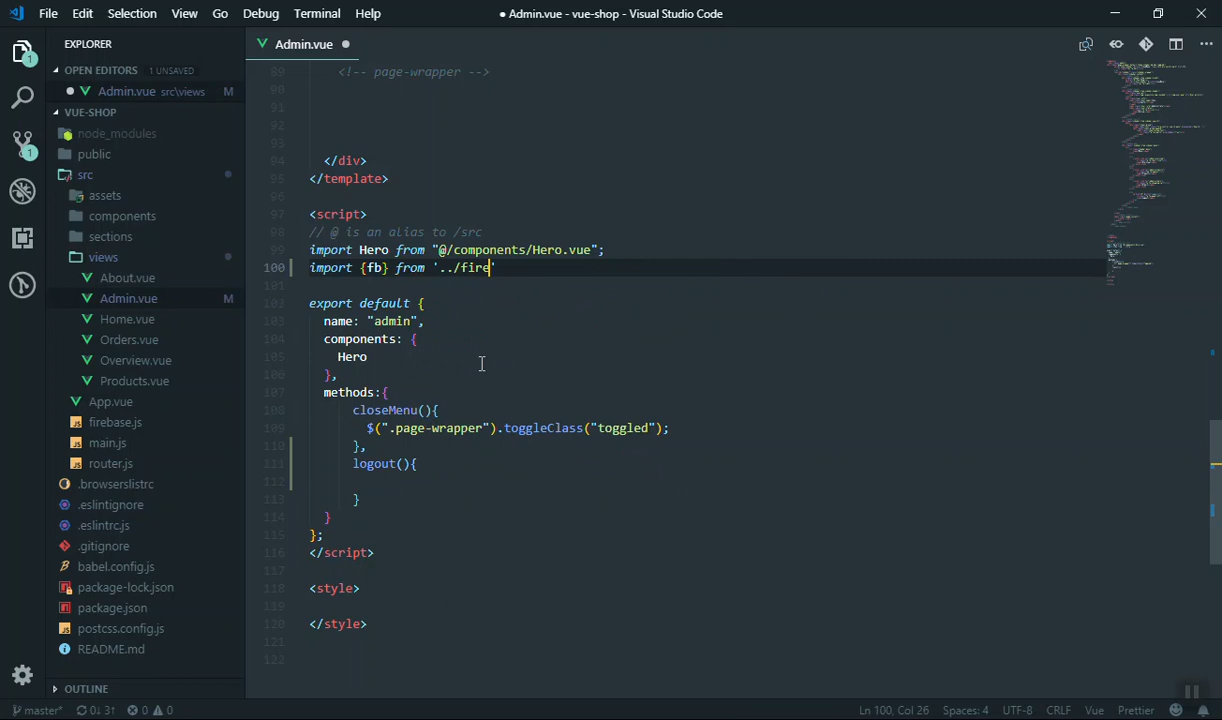 File Edit Selection View Go Debug Terminal Help ● Admin.vue - vue-shop - Visual Studio Code
EXPLORER
OPEN EDITORS 1 UNSAVED
Admin.vue src\views M
VUE-SHOP
node_modules
public
src
assets
components
sections
views
About.vue
Admin.vue M
Home.vue
Orders.vue
Overview.vue
Products.vue
App.vue
firebase.js
main.js
router.js
.browserslistrc
.eslintignore
.eslintrc.js
.gitignore
babel.config.js
package-lock.json
package.json
postcss.config.js
README.md
OUTLINE
Admin.vue
89 <!-- page-wrapper -->
90
91
92
93
94 </div>
95 </template>
96
97 <script>
98 // @ is an alias to /src
99 import Hero from "@/components/Hero.vue";
100 import {fb} from '../fire'
101
102 export default {
103 name: "admin",
104 components: {
105 Hero
106 },
107 methods:{
108 closeMenu(){
109 $(".page-wrapper").toggleClass("toggled");
110 },
111 logout(){
112
113 }
114 }
115 };
116 </script>
117
118 <style>
119
120 </style>
121
122
master* 0↓ 3↑ 0 0 Ln 100, Col 26 Spaces: 4 UTF-8 CRLF Vue Prettier